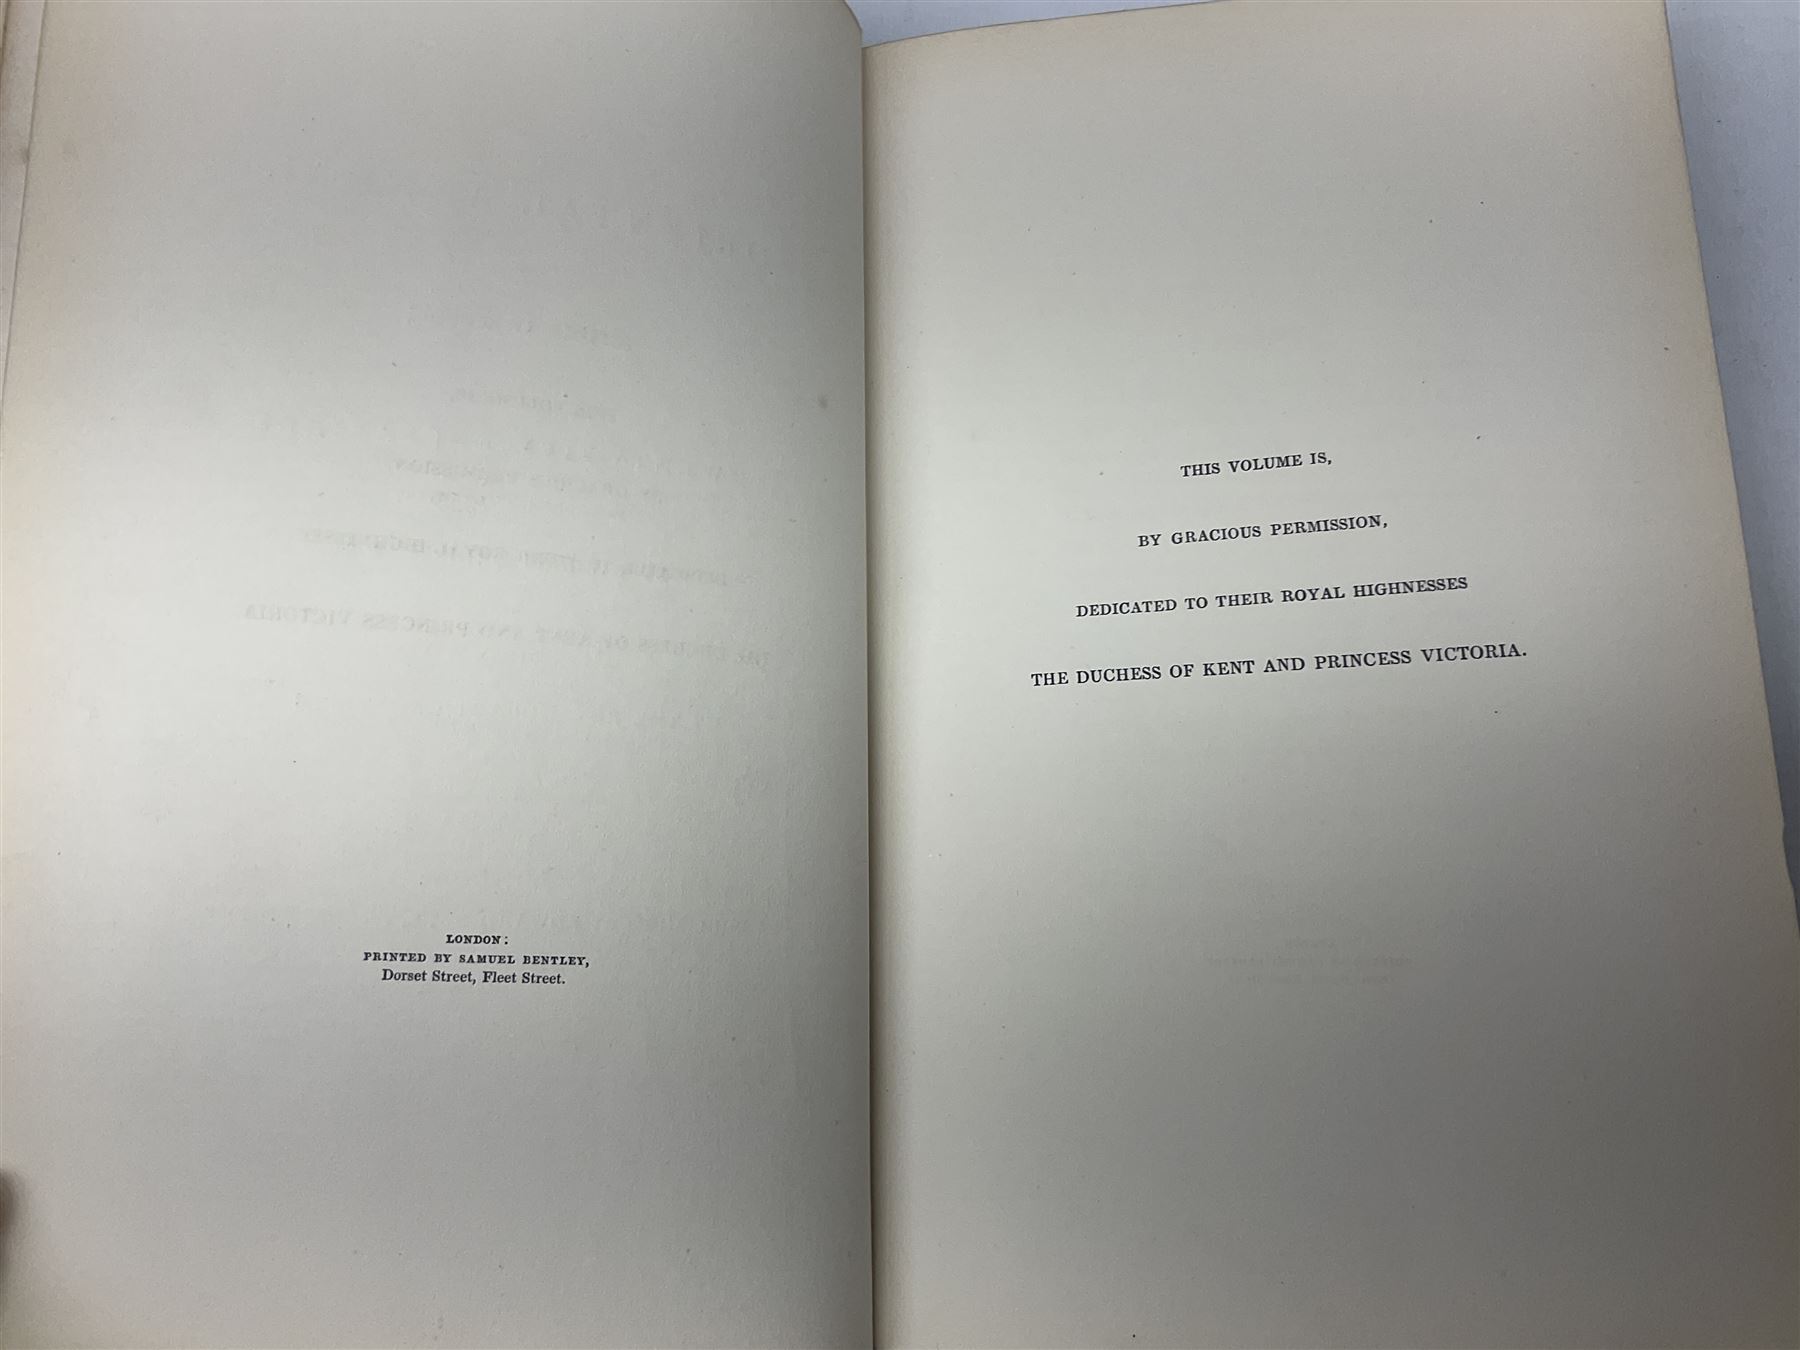 LONDON:
PRINTED BY SAMUEL BENTLEY,
Dorset Street, Fleet Street.
THIS VOLUME IS,
BY GRACIOUS PERMISSION,
DEDICATED TO THEIR ROYAL HIGHNESSES
THE DUCHESS OF KENT AND PRINCESS VICTORIA.